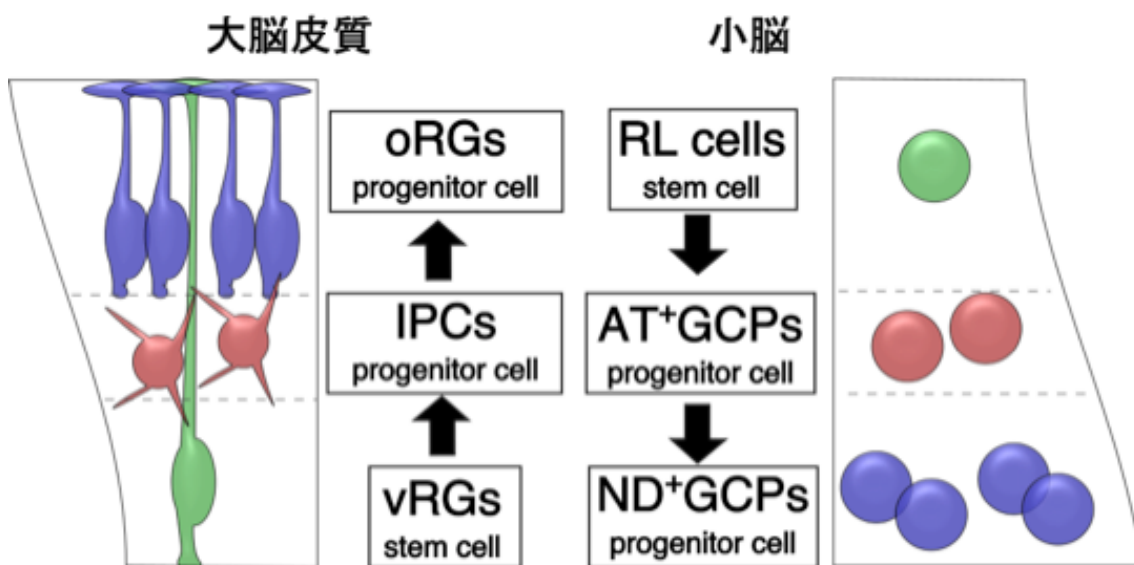 大脳皮質
小脳
oRGs
progenitor cell
IPCs
progenitor cell
vRGs
stem cell
RL cells
stem cell
AT⁺GCPs
progenitor cell
ND⁺GCPs
progenitor cell